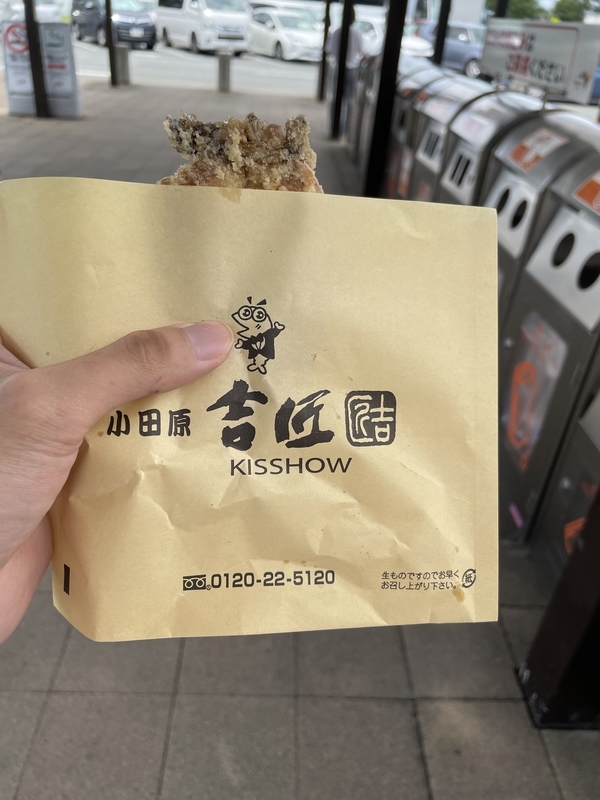 小田原 吉匠
KISSHOW
0120-22-5120
生ものですのでお早く
お召し上がり下さい。
紙